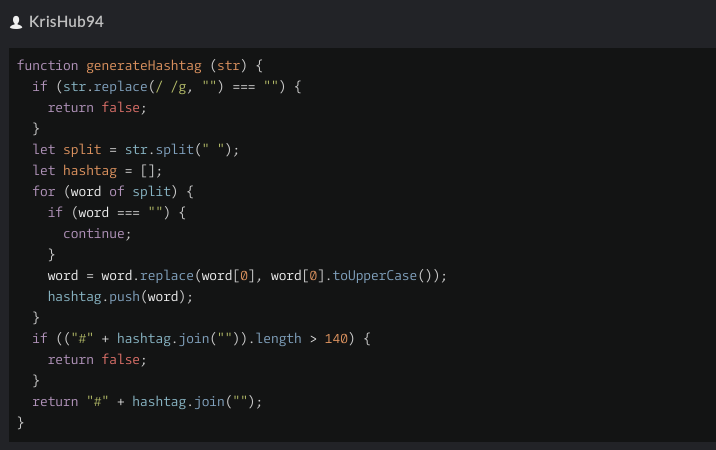 KrisHub94
function generateHashtag (str) {
  if (str.replace(/ /g, "") === "") {
    return false;
  }
  let split = str.split(" ");
  let hashtag = [];
  for (word of split) {
    if (word === "") {
      continue;
    }
    word = word.replace(word[0], word[0].toUpperCase());
    hashtag.push(word);
  }
  if (("#" + hashtag.join("")).length > 140) {
    return false;
  }
  return "#" + hashtag.join("");
}